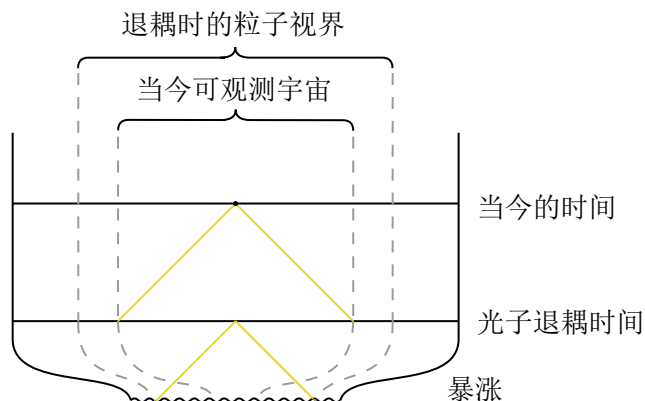 退耦时的粒子视界
当今可观测宇宙
当今的时间
光子退耦时间
暴涨